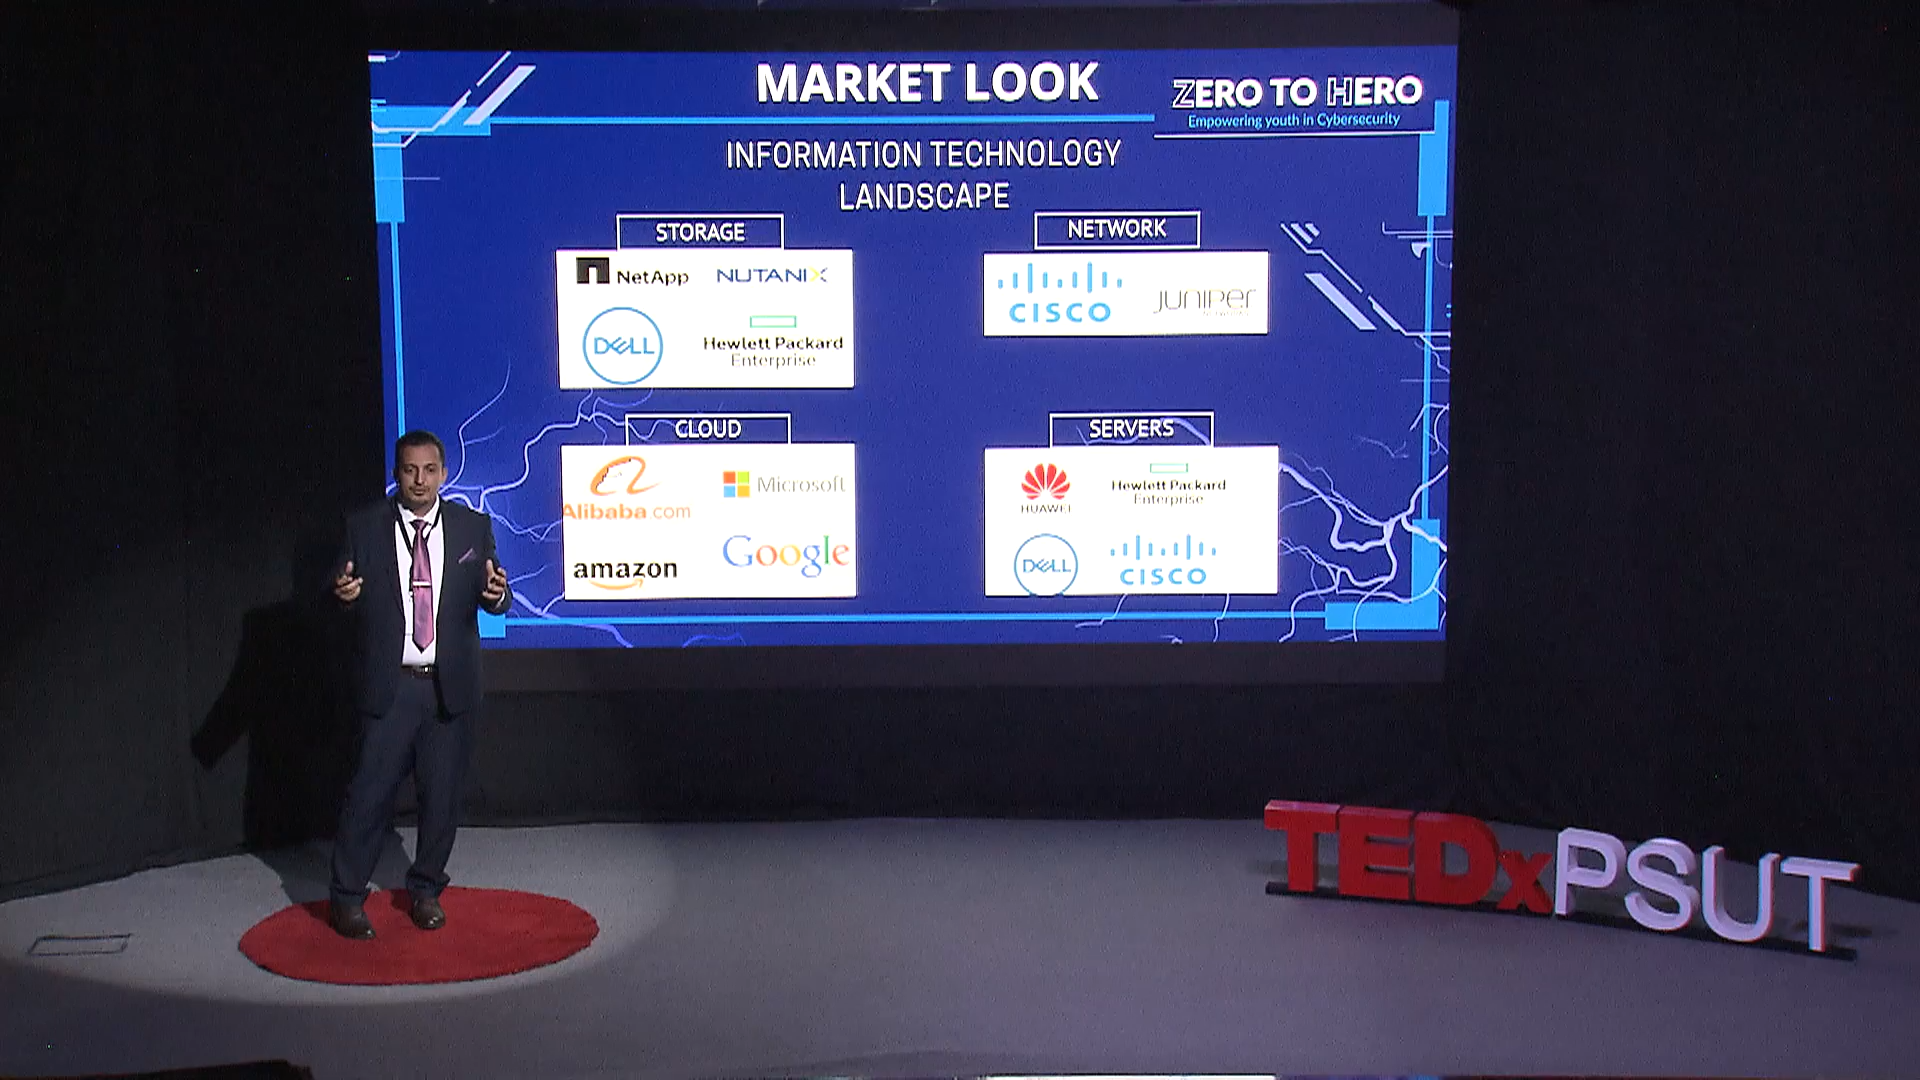 MARKET LOOK
ZERO TO HERO
Empowering youth in Cybersecurity
INFORMATION TECHNOLOGY
LANDSCAPE
STORAGE
NetApp
NUTANIX
DELL
Hewlett Packard
Enterprise
NETWORK
CISCO
JUNIPER
NETWORKS
CLOUD
Alibaba.com
Microsoft
amazon
Google
SERVERS
HUAWEI
Hewlett Packard
Enterprise
DELL
CISCO
TEDxPSUT